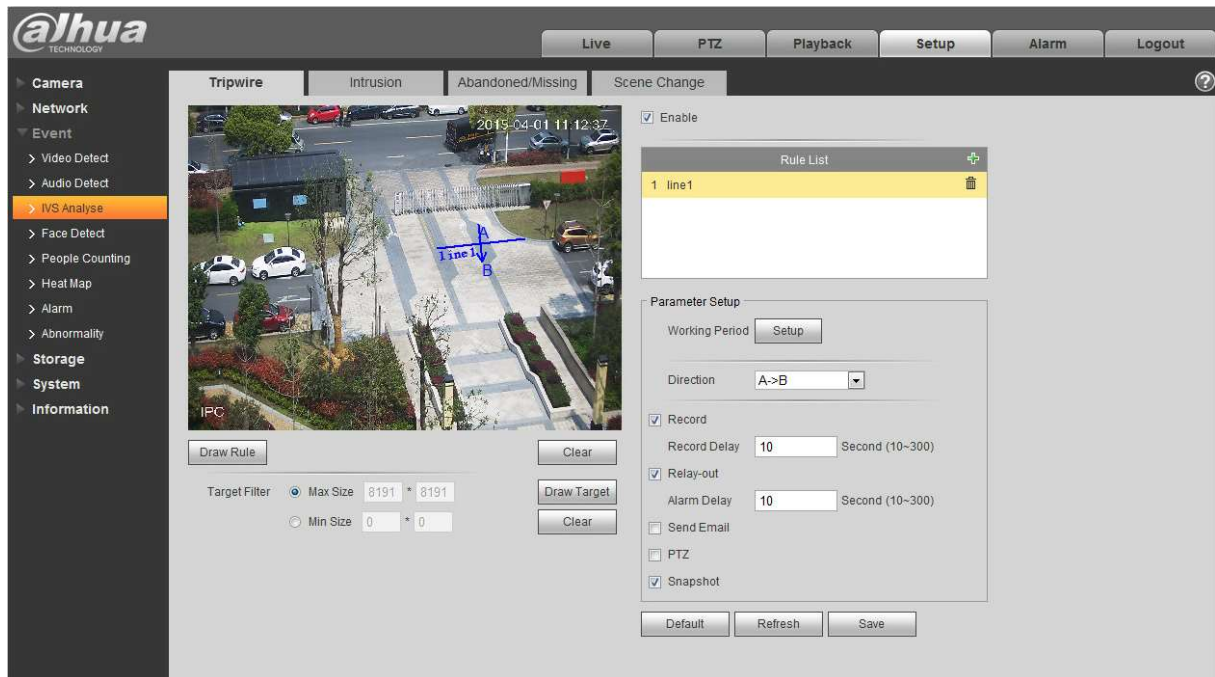 alhua
TECHNOLOGY
Live
PTZ
Playback
Setup
Alarm
Logout
Camera
Network
Event
Video Detect
Audio Detect
IVS Analyse
Face Detect
People Counting
Heat Map
Alarm
Abnormality
Storage
System
Information
Tripwire
Intrusion
Abandoned/Missing
Scene Change
?
2015-04-01 11:12:37
A
line1
B
IPC
Draw Rule
Clear
Target Filter Max Size 8191 * 8191 Draw Target
Min Size 0 * 0 Clear
Enable
Rule List
1 line1
Parameter Setup
Working Period Setup
Direction A->B
Record
Record Delay 10 Second (10~300)
Relay-out
Alarm Delay 10 Second (10~300)
Send Email
PTZ
Snapshot
Default
Refresh
Save